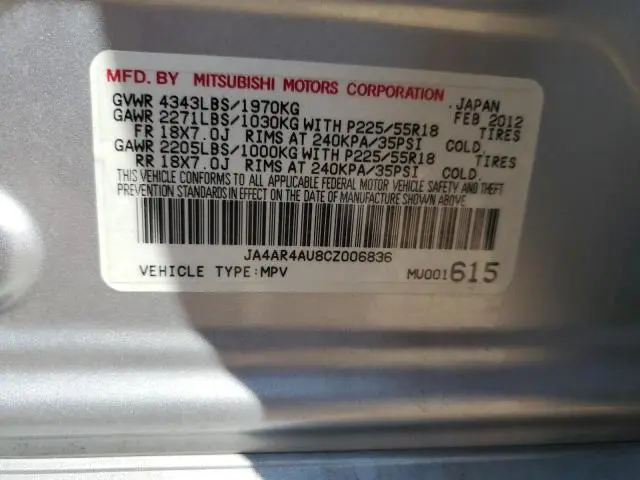 MFD. BY MITSUBISHI MOTORS CORPORATION
GVWR 4343LBS/1970KG JAPAN
GAWR 2271LBS/1030KG WITH P225/55R18 FEB 2012
FR 18X7.0J RIMS AT 240KPA/35PSI COLD. TIRES
GAWR 2205LBS/1000KG WITH P225/55R18
RR 18X7.0J RIMS AT 240KPA/35PSI COLD. TIRES
THIS VEHICLE CONFORMS TO ALL APPLICABLE FEDERAL MOTOR VEHICLE SAFETY AND THEFT
PREVENTION STANDARDS IN EFFECT ON THE DATE OF MANUFACTURE SHOWN ABOVE.
JA4AR4AU8CZ006836
VEHICLE TYPE:MPV MU001615